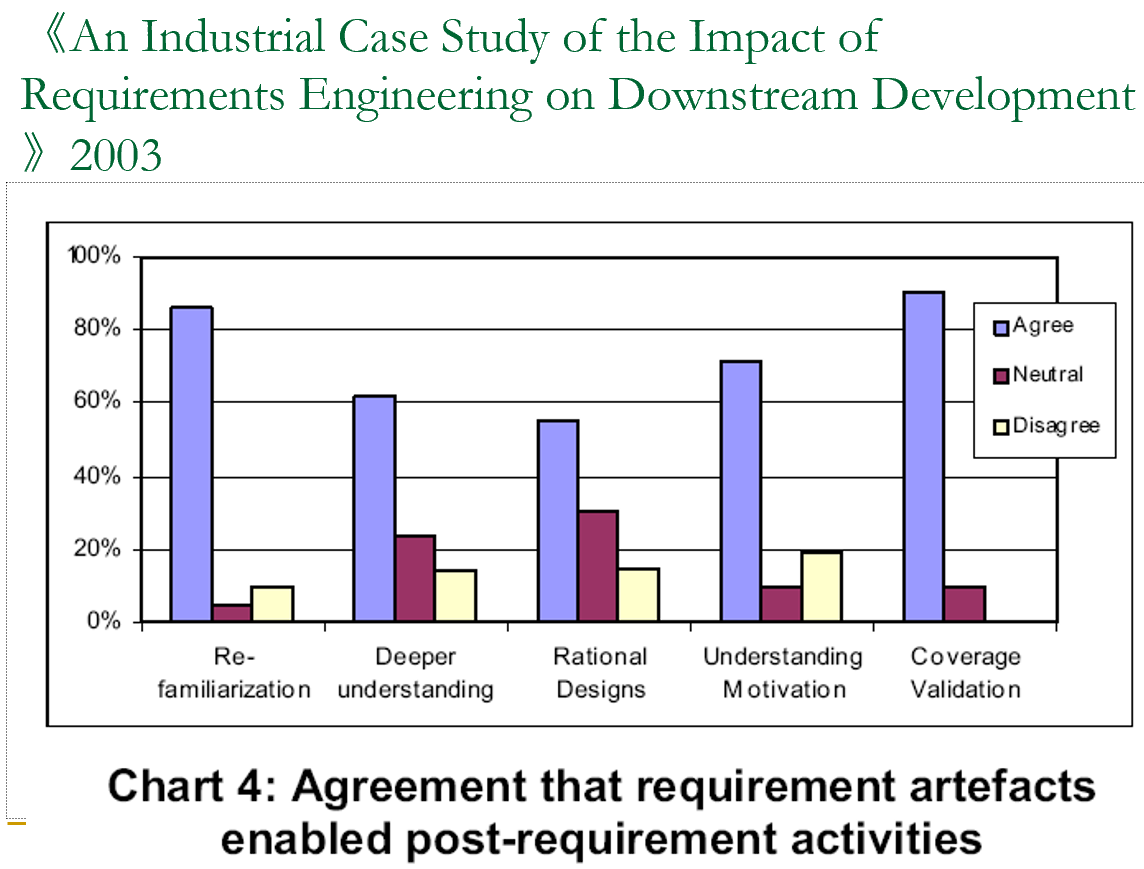 《An Industrial Case Study of the Impact of
Requirements Engineering on Downstream Development
》2003
100%
80%
60%
40%
20%
0%
Agree
Neutral
Disagree
Re-
familiarization
Deeper
understanding
Rational
Designs
Understanding
Motivation
Coverage
Validation
Chart 4: Agreement that requirement artefacts
enabled post-requirement activities